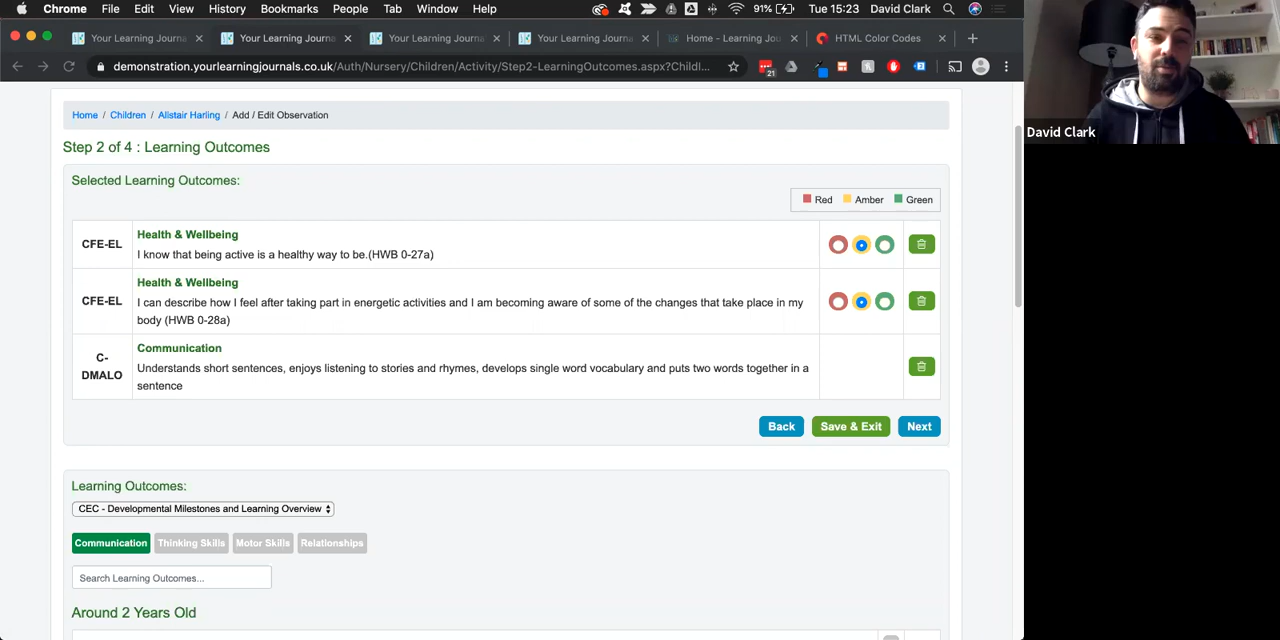 Chrome File Edit View History Bookmarks People Tab Window Help 91% Tue 15:23 David Clark
Your Learning Journa Your Learning Journa Your Learning Journa Your Learning Journa Home - Learning Jou HTML Color Codes
demonstration.yourlearningjournals.co.uk/Auth/Nursery/Children/Activity/Step2-LearningOutcomes.aspx?Childl... 21
David Clark
Home / Children / Alistair Harling / Add / Edit Observation
Step 2 of 4 : Learning Outcomes
Selected Learning Outcomes:
Red Amber Green
CFE-EL
Health & Wellbeing
I know that being active is a healthy way to be.(HWB 0-27a)
CFE-EL
Health & Wellbeing
I can describe how I feel after taking part in energetic activities and I am becoming aware of some of the changes that take place in my
body (HWB 0-28a)
C-
DMALO
Communication
Understands short sentences, enjoys listening to stories and rhymes, develops single word vocabulary and puts two words together in a
sentence
Back Save & Exit Next
Learning Outcomes:
CEC - Developmental Milestones and Learning Overview
Communication Thinking Skills Motor Skills Relationships
Search Learning Outcomes...
Around 2 Years Old